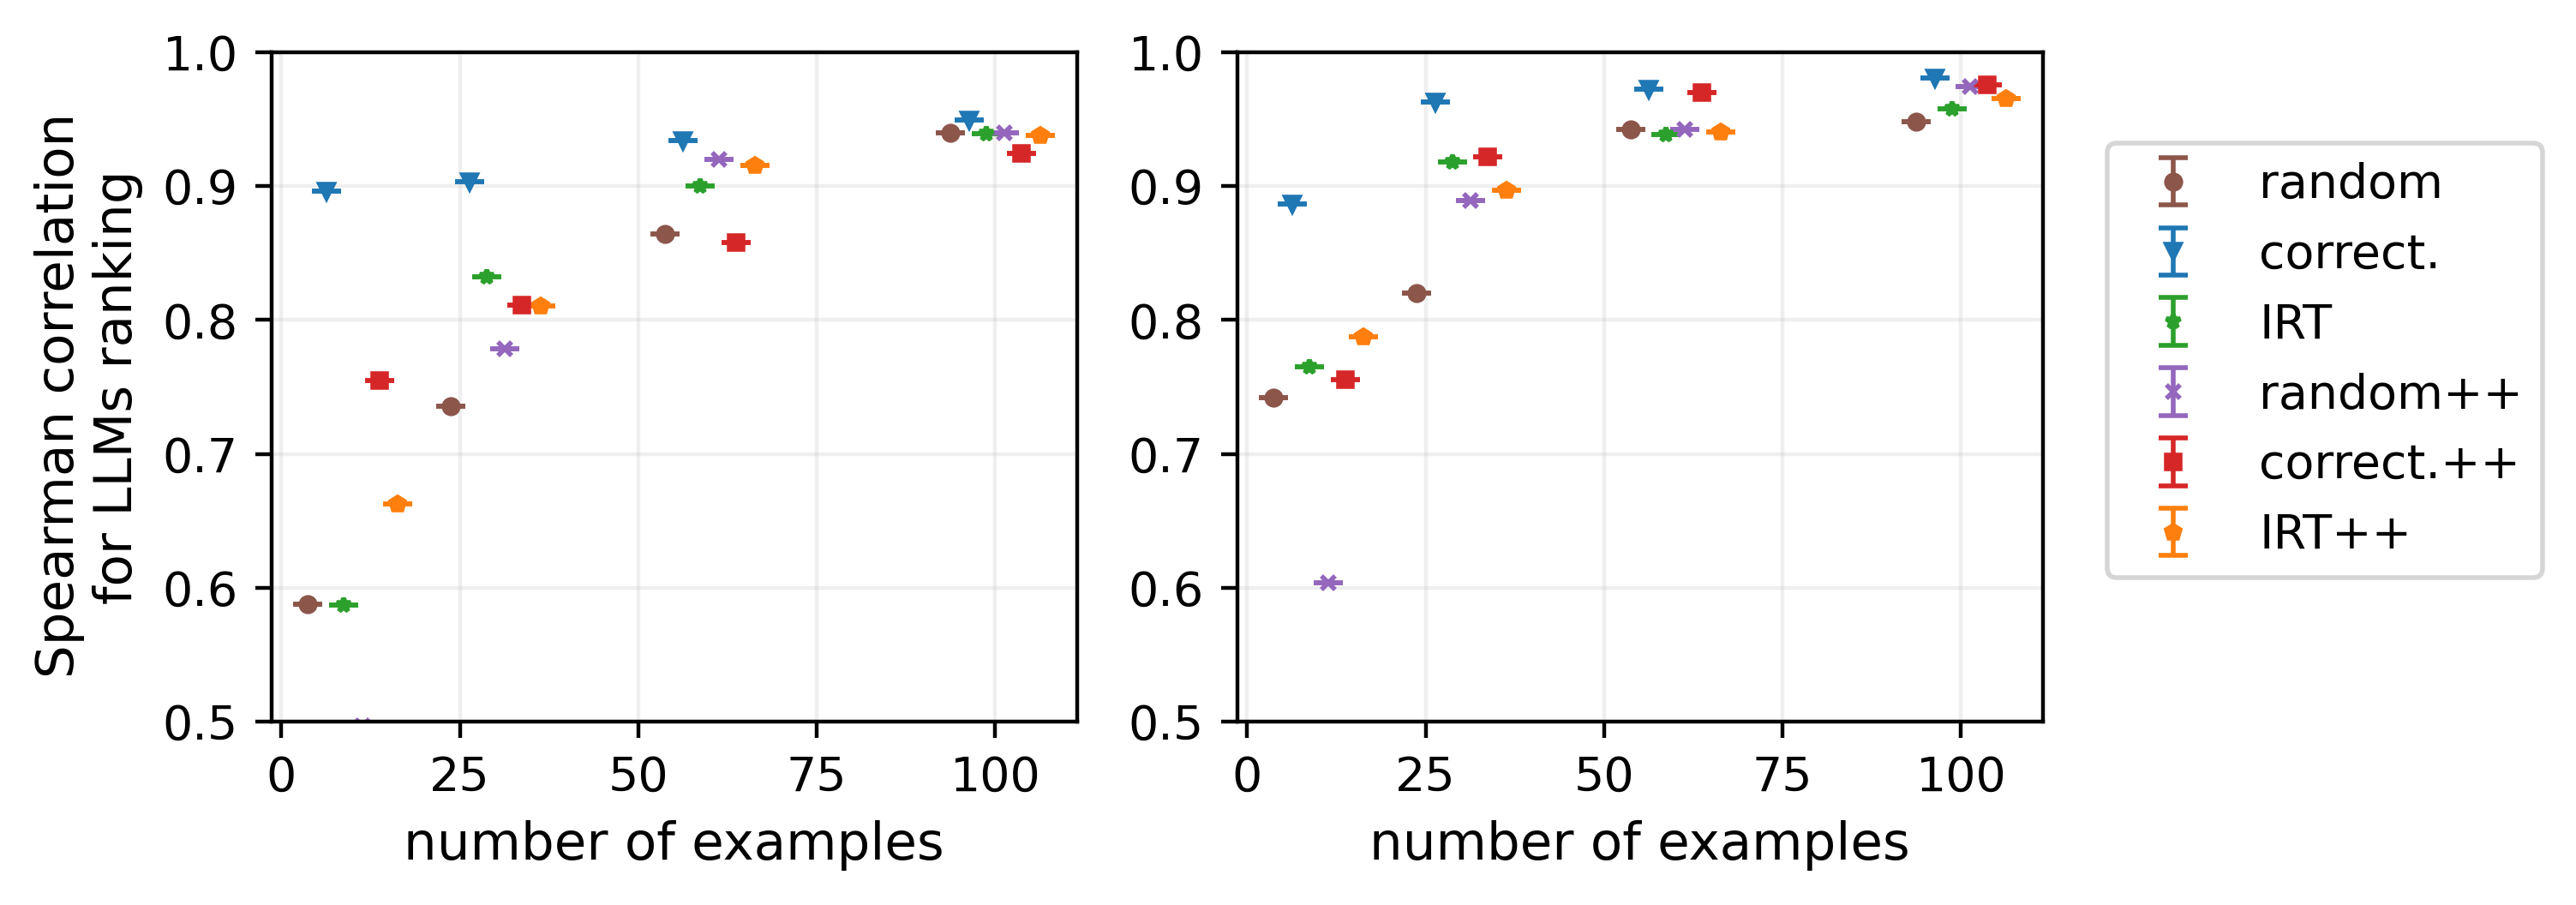 Spearman correlation
for LLMs ranking
1.0
0.9
0.8
0.7
0.6
0.5
0 25 50 75 100
number of examples
1.0
0.9
0.8
0.7
0.6
0.5
0 25 50 75 100
number of examples
random
correct.
IRT
random++
correct.++
IRT++